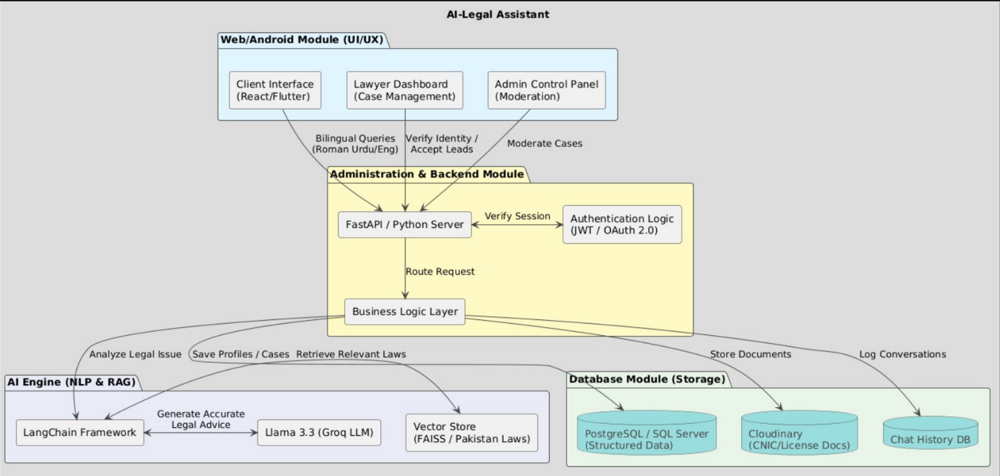 AI-Legal Assistant
Web/Android Module (UI/UX)
Client Interface
(React/Flutter)
Lawyer Dashboard
(Case Management)
Admin Control Panel
(Moderation)
Bilingual Queries
(Roman Urdu/Eng)
Verify Identity /
Accept Leads
Moderate Cases
Administration & Backend Module
FastAPI / Python Server
Verify Session
Authentication Logic
(JWT / OAuth 2.0)
Route Request
Business Logic Layer
Analyze Legal Issue
Save Profiles / Cases
Retrieve Relevant Laws
Store Documents
Log Conversations
AI Engine (NLP & RAG)
LangChain Framework
Generate Accurate
Legal Advice
Llama 3.3 (Groq LLM)
Vector Store
(FAISS / Pakistan Laws)
Database Module (Storage)
PostgreSQL / SQL Server
(Structured Data)
Cloudinary
(CNIC/License Docs)
Chat History DB